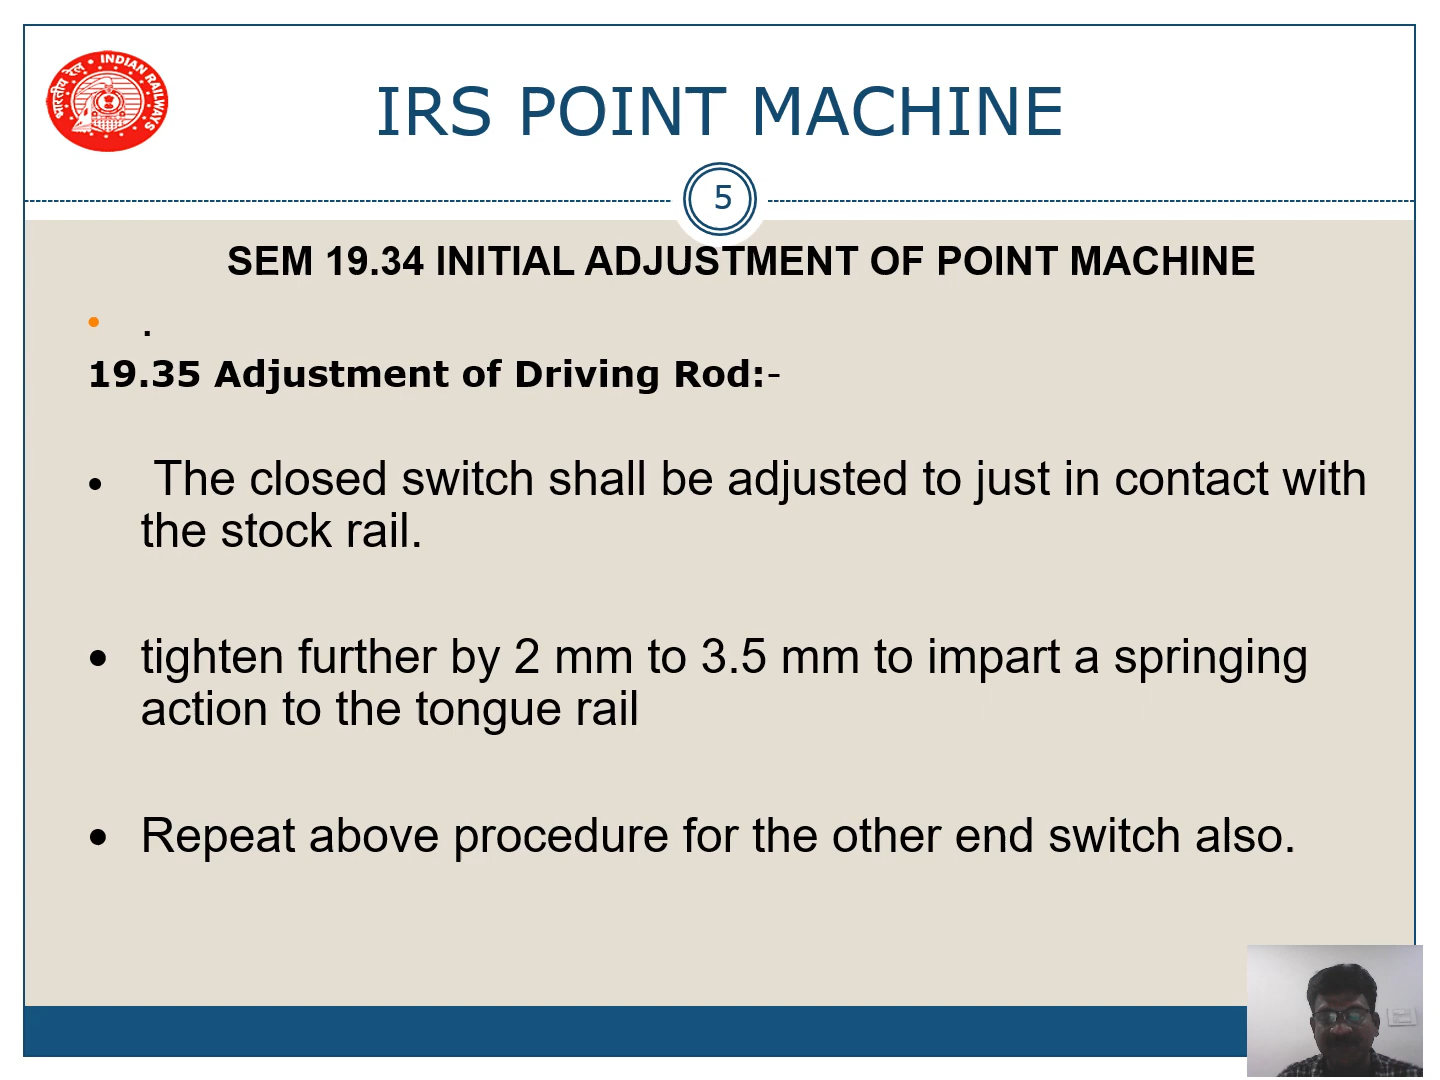 भारतीय रेल • INDIAN RAILWAYS
IRS POINT MACHINE
5
SEM 19.34 INITIAL ADJUSTMENT OF POINT MACHINE
• .
19.35 Adjustment of Driving Rod:-
• The closed switch shall be adjusted to just in contact with
the stock rail.
• tighten further by 2 mm to 3.5 mm to impart a springing
action to the tongue rail
• Repeat above procedure for the other end switch also.